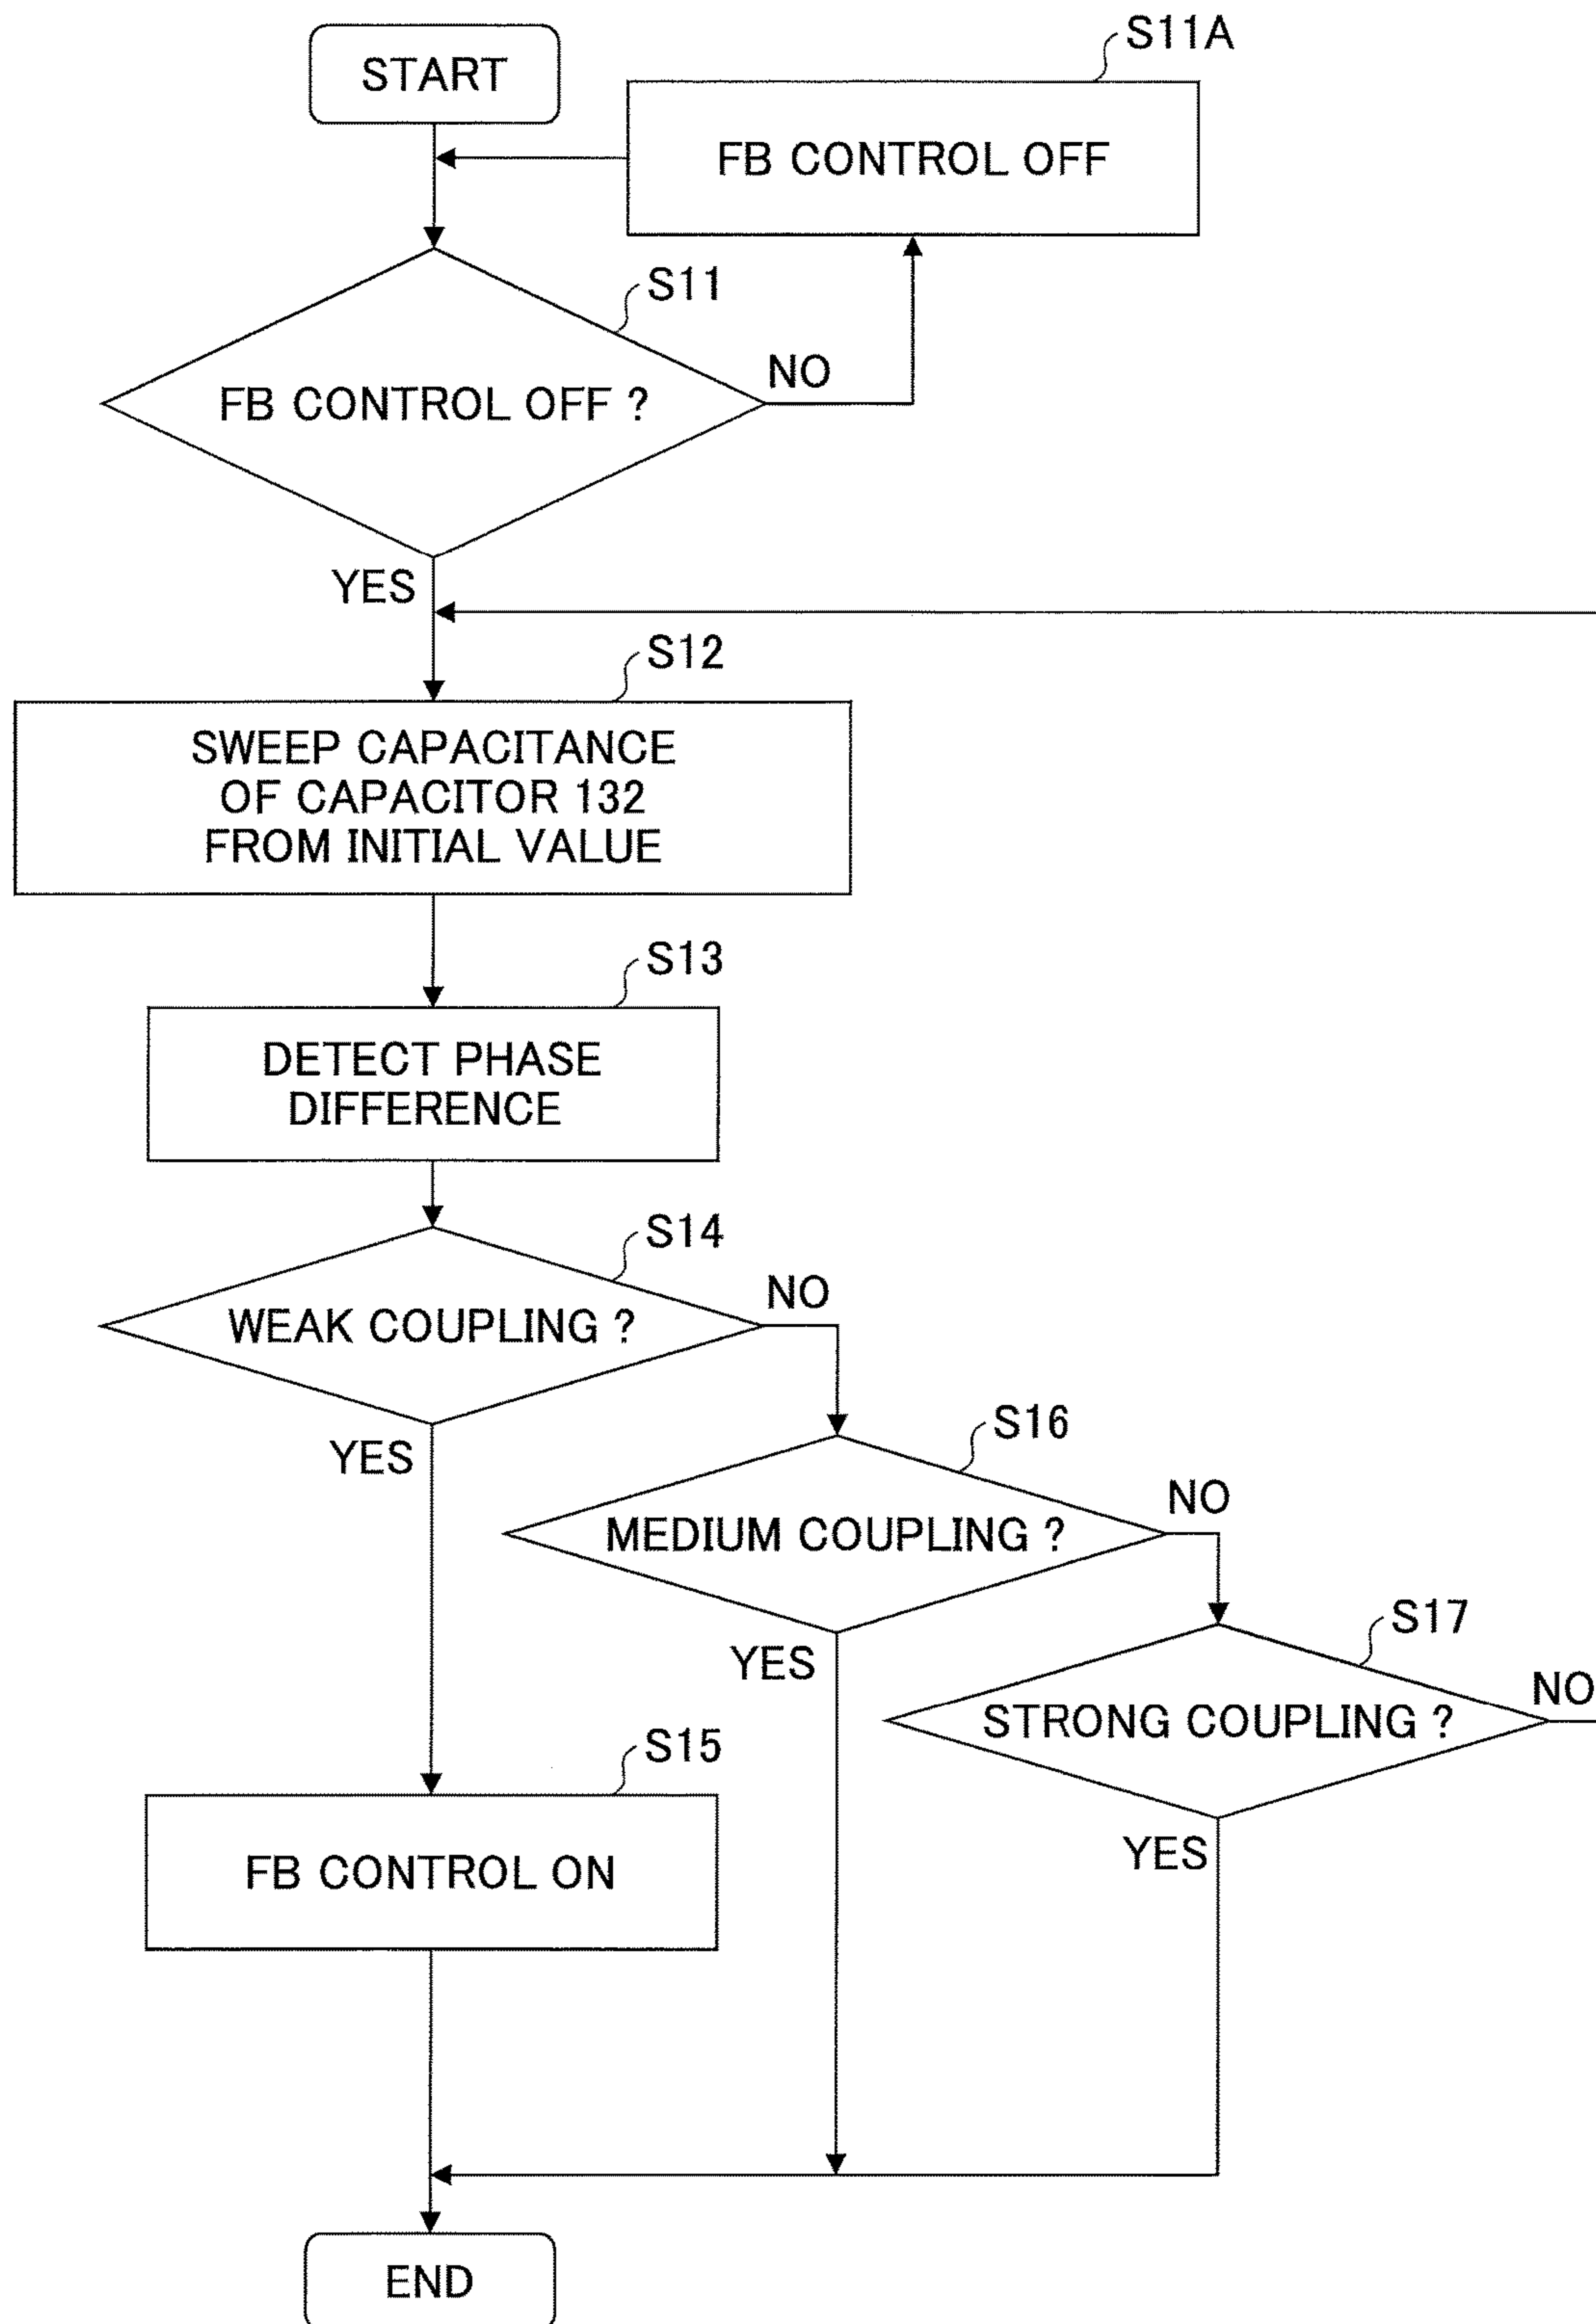 START
S11A
FB CONTROL OFF
S11
FB CONTROL OFF ?
NO
YES
S12
SWEEP CAPACITANCE
OF CAPACITOR 132
FROM INITIAL VALUE
S13
DETECT PHASE
DIFFERENCE
S14
WEAK COUPLING ?
NO
YES
S16
MEDIUM COUPLING ?
NO
YES
S17
STRONG COUPLING ?
NO
YES
S15
FB CONTROL ON
END